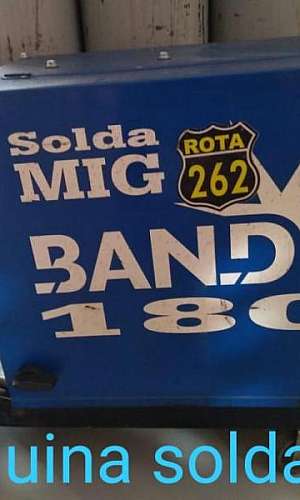 Solda
MIG
ROTA
262
BAND
180
uina solda